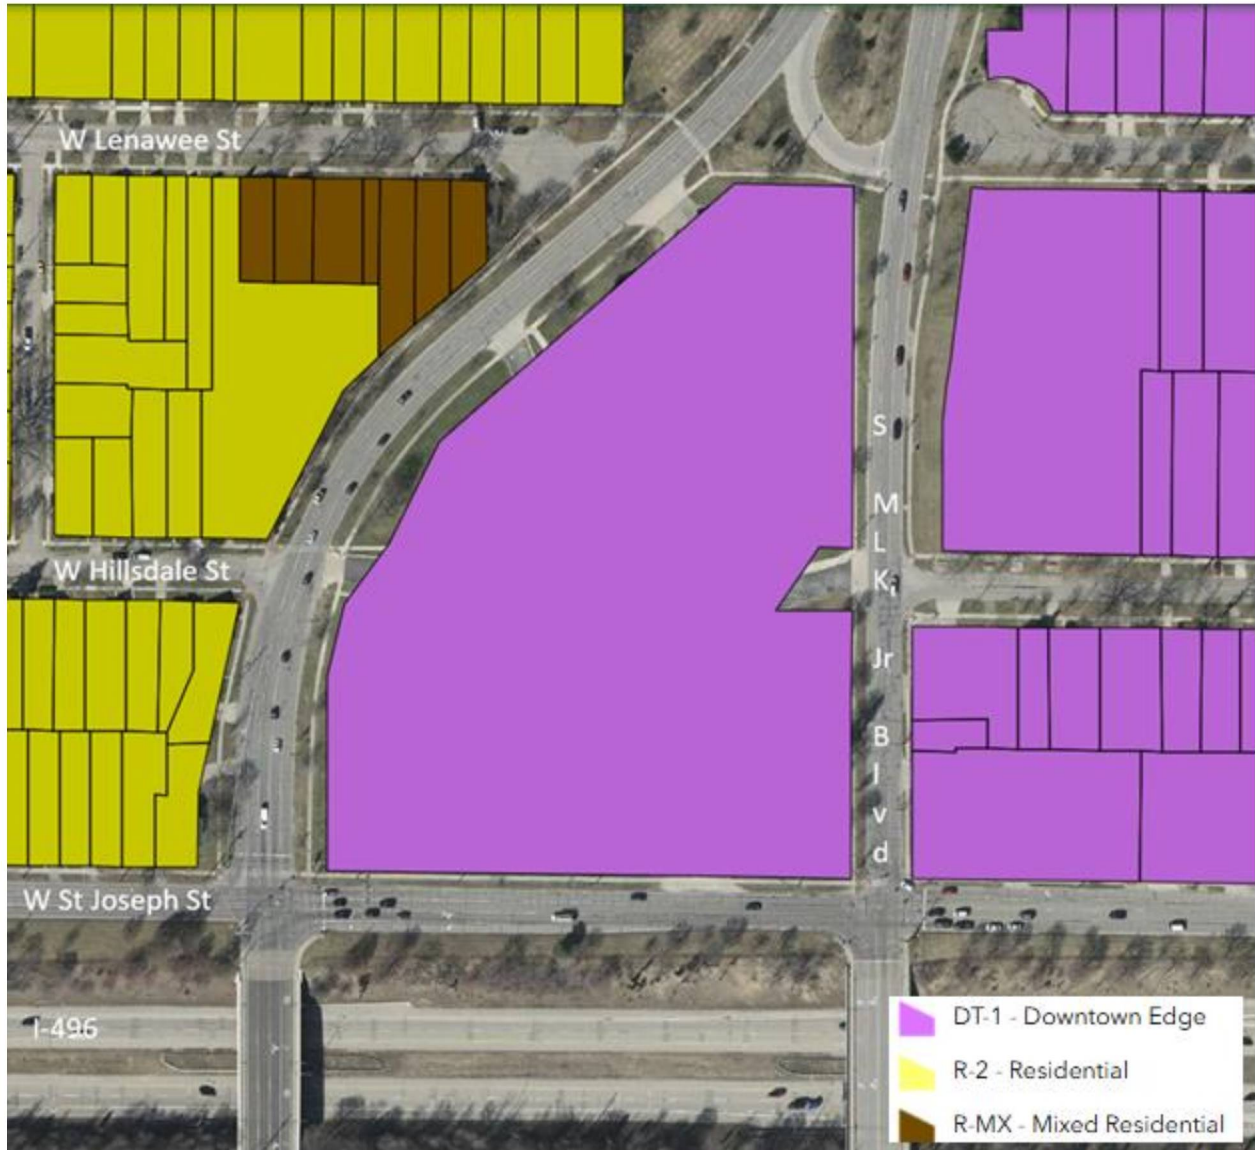 W Lenawee St
S
M
L
K
Jr
B
l
v
d
W Hillsdale St
W St Joseph St
I-496
DT-1 - Downtown Edge
R-2 - Residential
R-MX - Mixed Residential